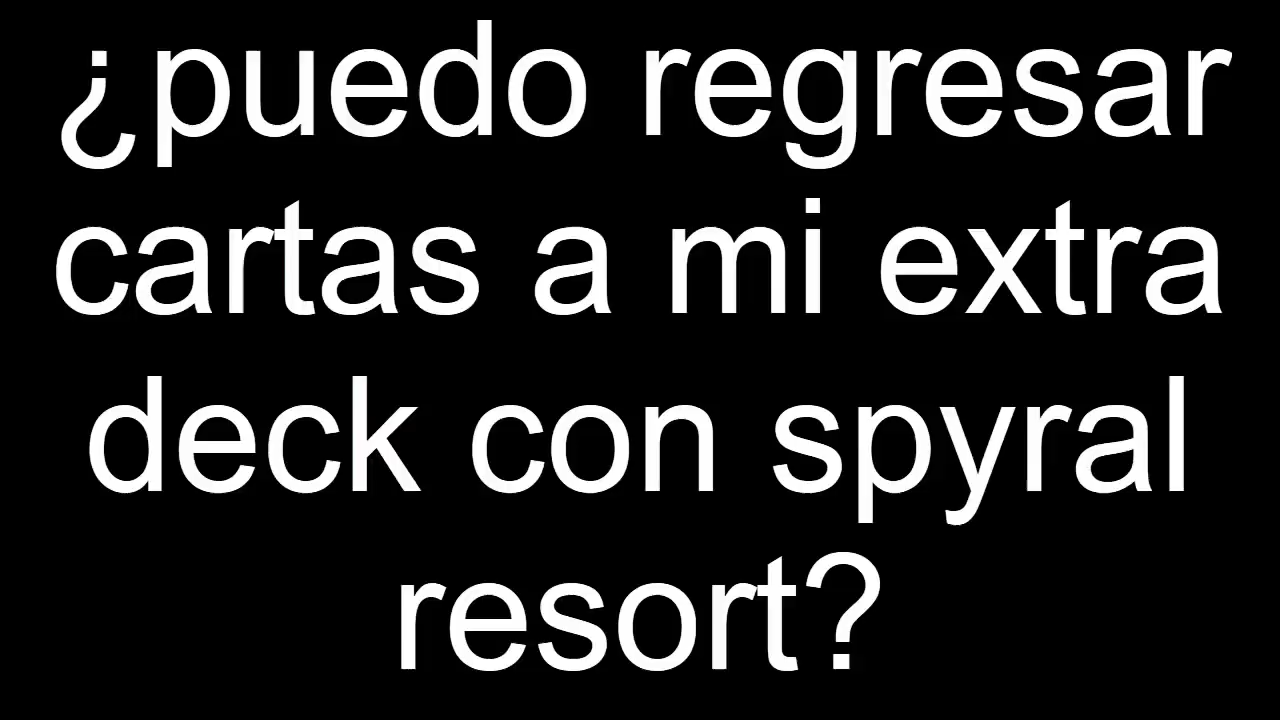 ¿puedo regresar
cartas a mi extra
deck con spyral
resort?